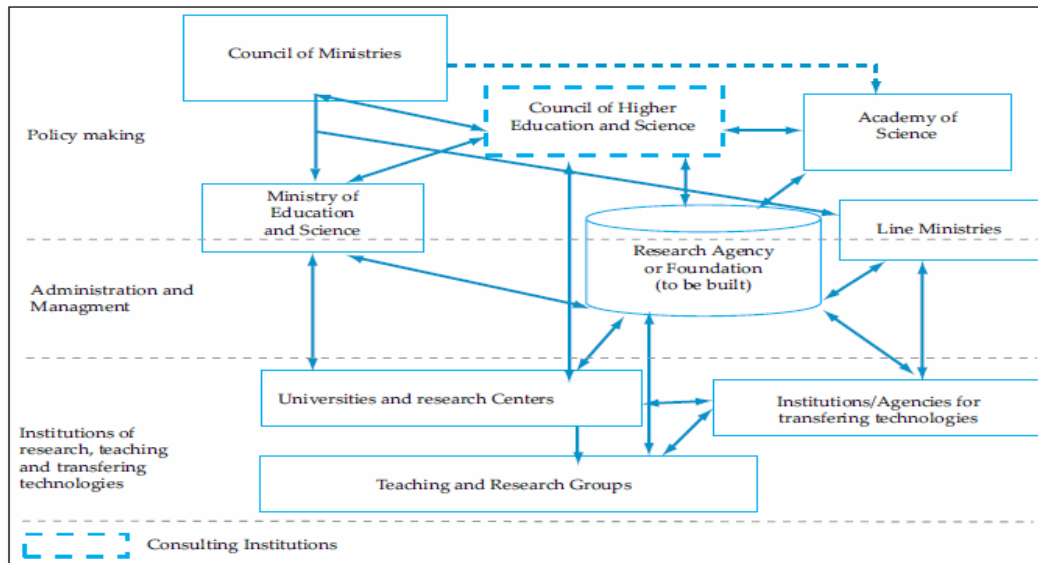 Council of Ministries
Council of Higher
Education and Science
Academy of
Science
Policy making
Ministry of
Education
and Science
Line Ministries
Research Agency
or Foundation
(to be built)
Administration and
Managment
Universities and research Centers
Institutions/Agencies for
transfering technologies
Institutions of
research, teaching
and transfering
technologies
Teaching and Research Groups
Consulting Institutions